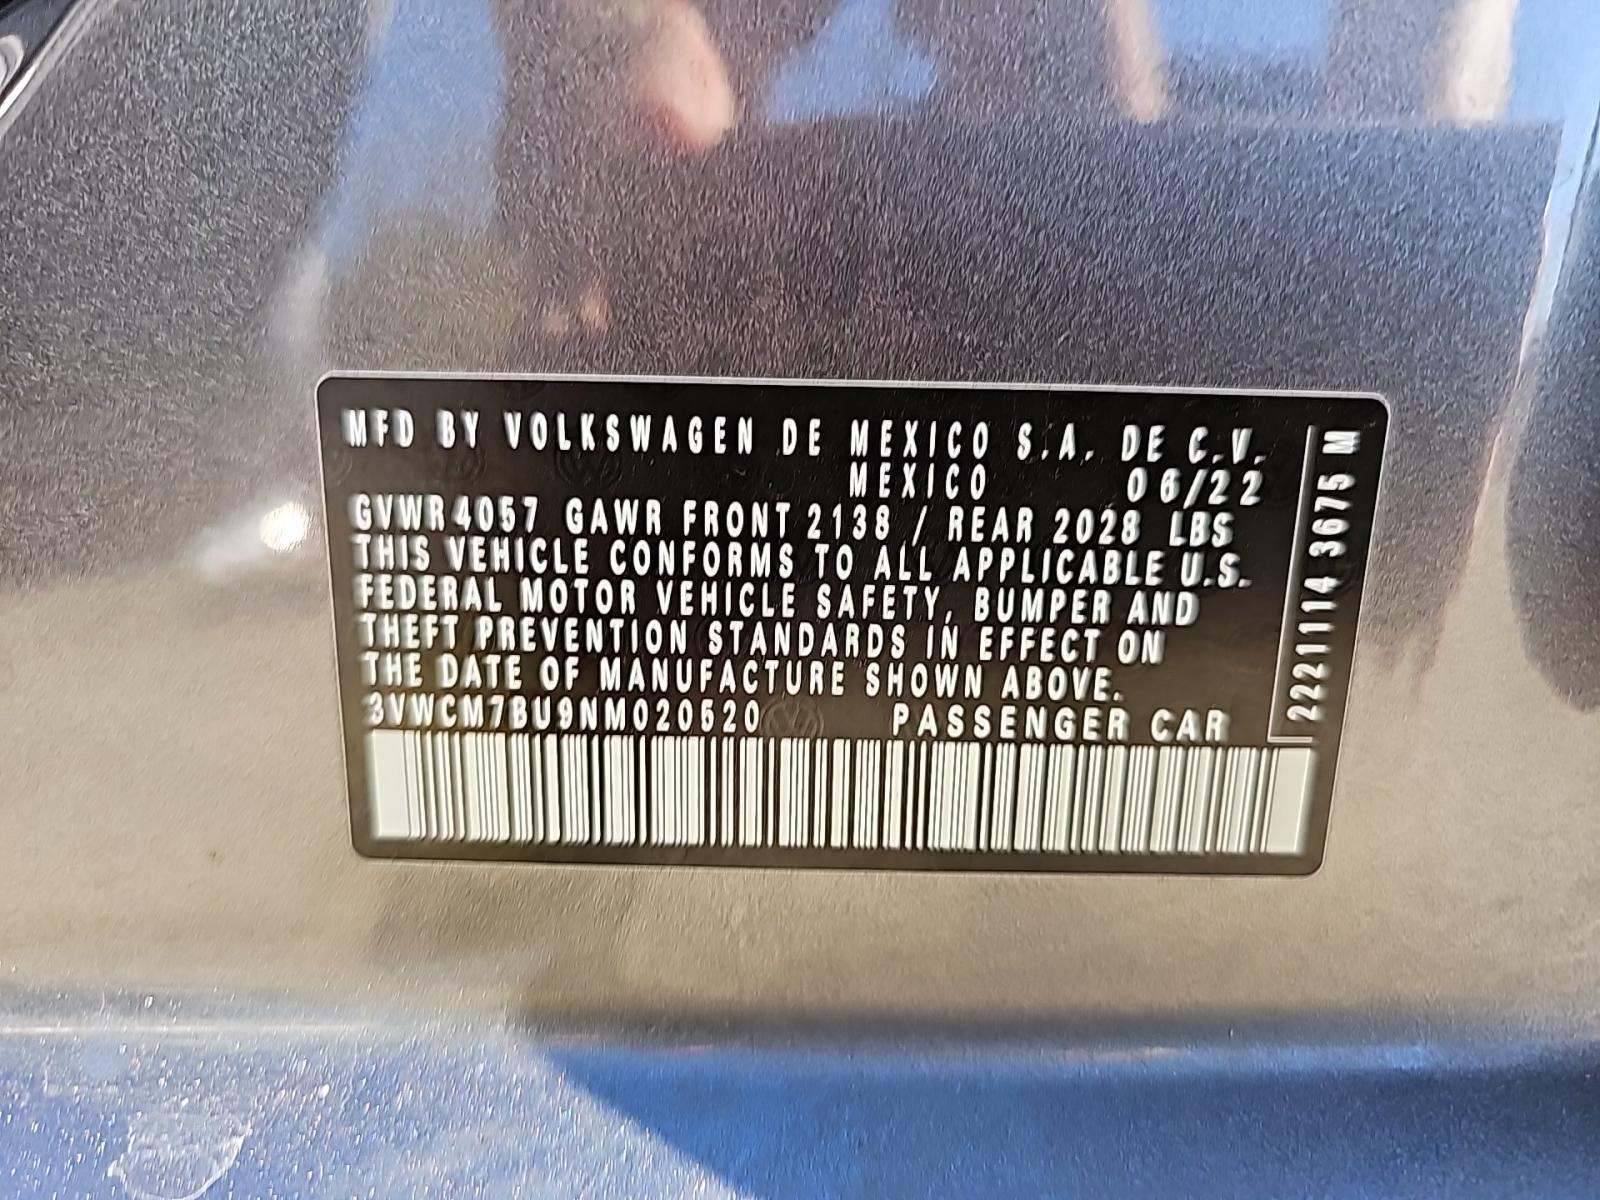 MFD BY VOLKSWAGEN DE MEXICO S.A. DE C.V.
MEXICO 06/22
GVWR 4057 GAWR FRONT 2138 / REAR 2028 LBS
THIS VEHICLE CONFORMS TO ALL APPLICABLE U.S.
FEDERAL MOTOR VEHICLE SAFETY, BUMPER AND
THEFT PREVENTION STANDARDS IN EFFECT ON
THE DATE OF MANUFACTURE SHOWN ABOVE.
3VWCM7BU9NM020520 PASSENGER CAR
2221114 3675 M